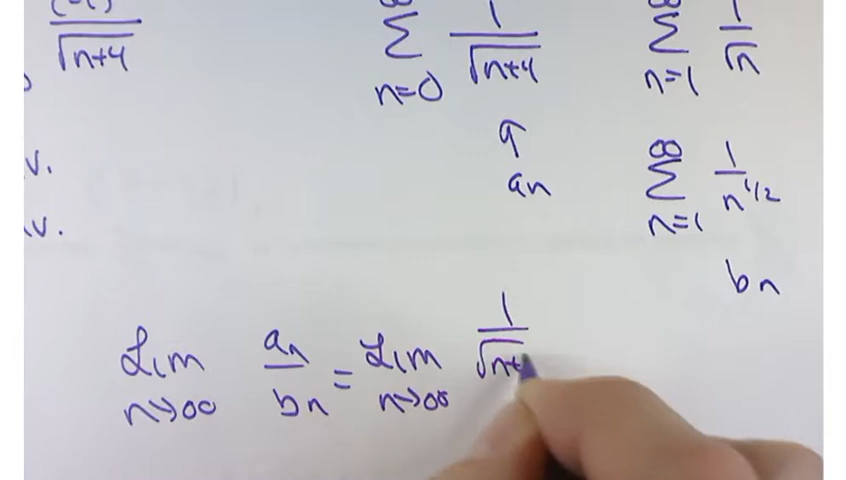 √n+4
∞ Σ n=0 1/√n+4
∞ Σ n=1 1/√n
v.
an
∞ Σ n=1 1/n^1/2
v.
bn
Lim n→∞ an/bn = Lim n→∞ 1/√n+